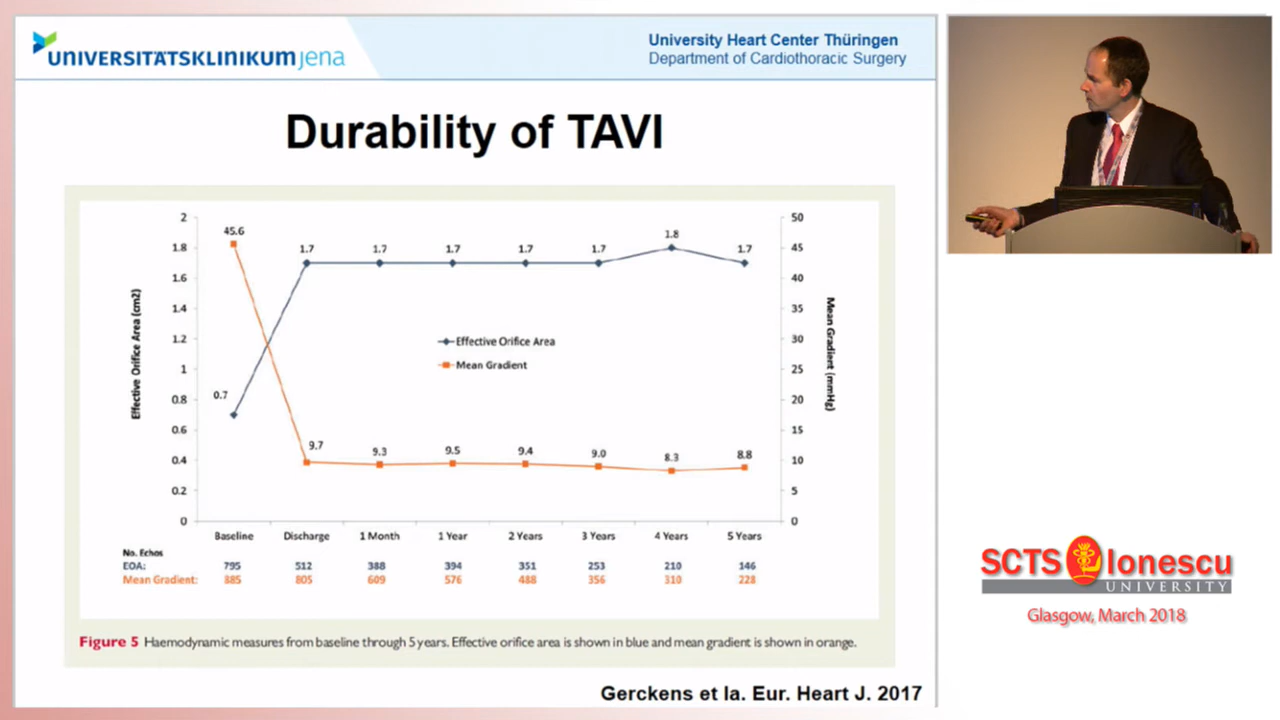 UNIVERSITÄTSKLINIKUM jena
University Heart Center Thüringen
Department of Cardiothoracic Surgery
Durability of TAVI
Effective Orifice Area (cm2)
2
1.8
1.6
1.4
1.2
1
0.8
0.6
0.4
0.2
0
45.6
1.7
1.7
1.7
1.7
1.7
1.8
1.7
0.7
Effective Orifice Area
Mean Gradient
9.7
9.3
9.5
9.4
9.0
8.3
8.8
50
45
40
35
30
25
20
15
10
5
0
Mean Gradient (mmHg)
Baseline Discharge 1 Month 1 Year 2 Years 3 Years 4 Years 5 Years
No. Echos
EOA: 795 512 388 394 351 253 210 146
Mean Gradient: 885 805 609 576 488 356 310 228
Figure 5 Haemodynamic measures from baseline through 5 years. Effective orifice area is shown in blue and mean gradient is shown in orange.
Gerckens et la. Eur. Heart J. 2017
SCTS Ionescu
UNIVERSITY
Glasgow, March 2018